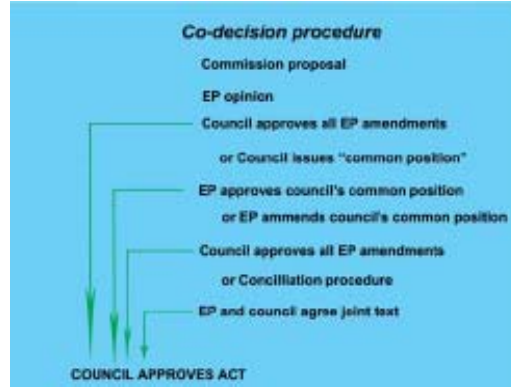 Co-decision procedure
Commission proposal
EP opinion
Council approves all EP amendments
or Council issues "common position"
EP approves council's common position
or EP ammends council's common position
Council approves all EP amendments
or Concilliation procedure
EP and council agree joint text
COUNCIL APPROVES ACT